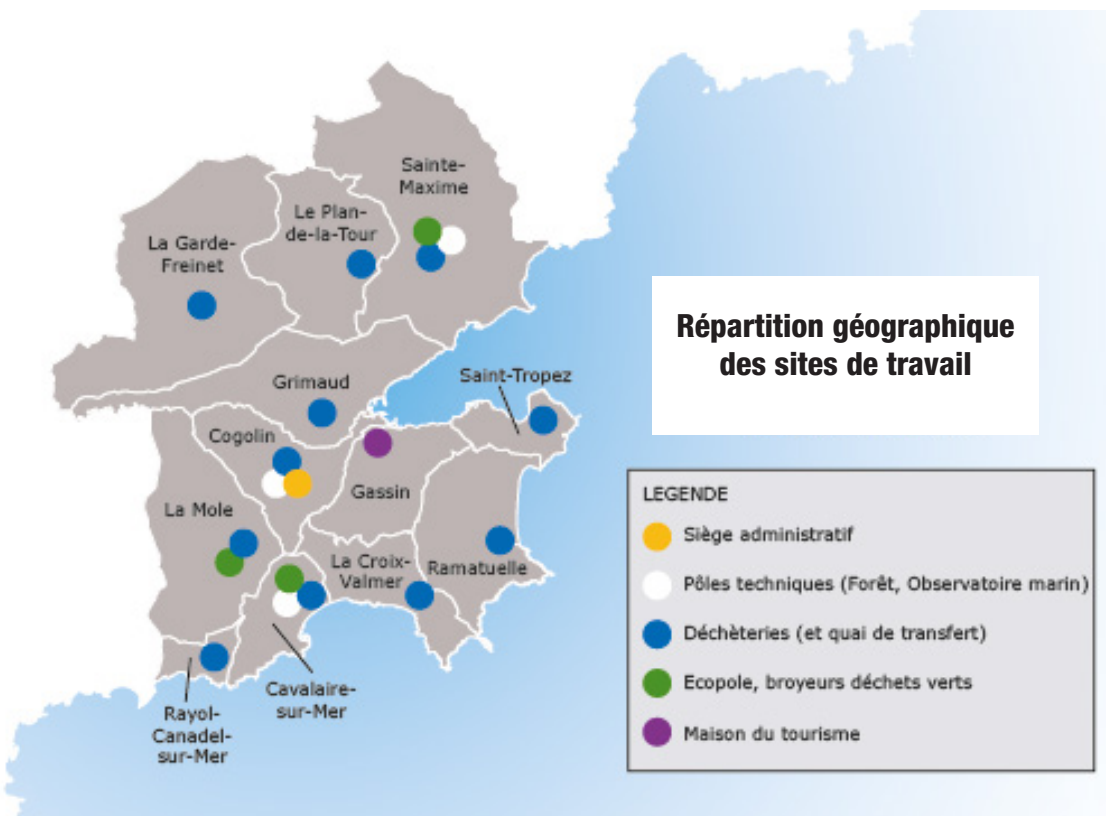 Sainte-
Maxime
Le Plan-
de-la-Tour
La Garde-
Freinet
Répartition géographique
des sites de travail
Grimaud
Saint-Tropez
Cogolin
Gassin
La Mole
La Croix-
Valmer
Ramatuelle
Cavalaire-
sur-Mer
Rayol-
Canadel-
sur-Mer
LEGENDE
Siège administratif
Pôles techniques (Forêt, Observatoire marin)
Déchèteries (et quai de transfert)
Ecopole, broyeurs déchets verts
Maison du tourisme